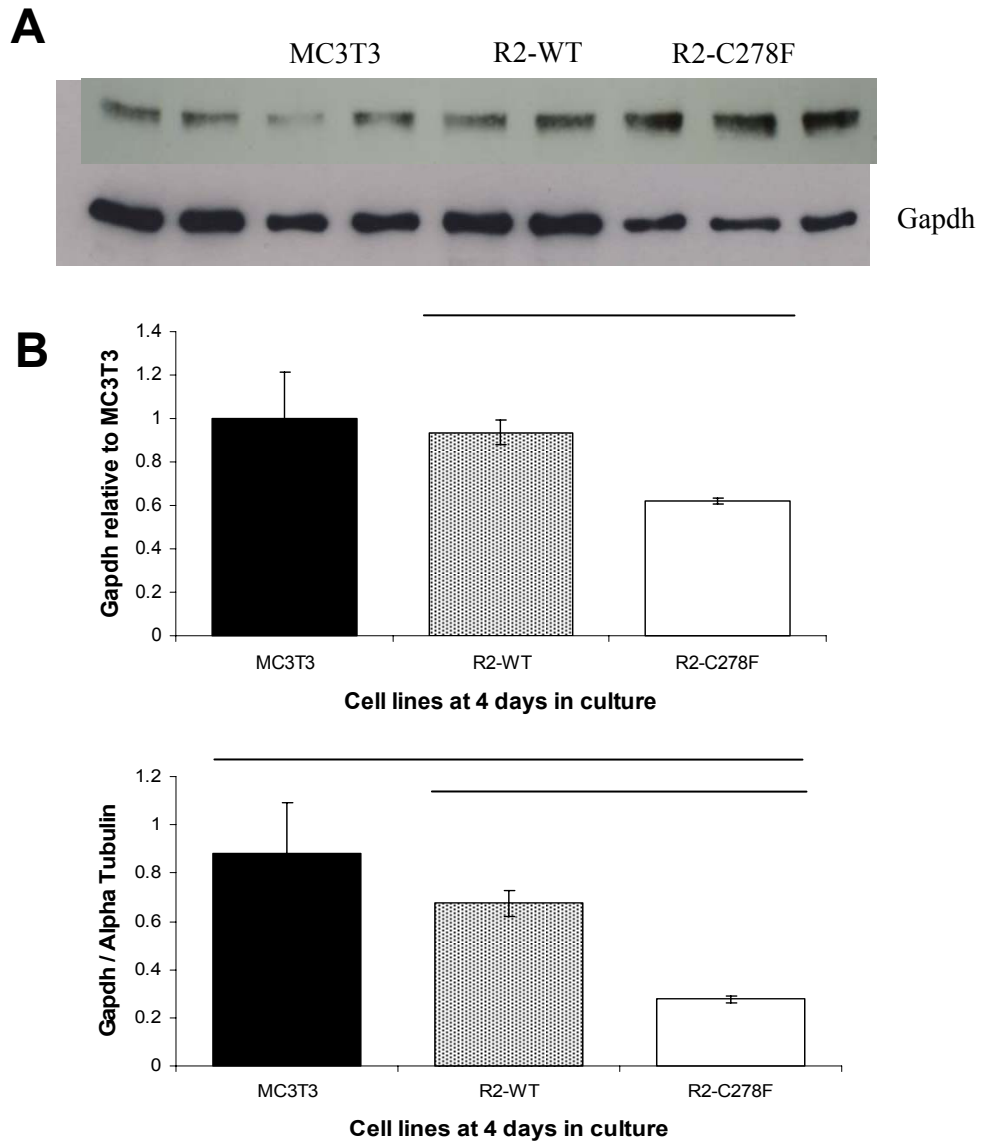 A
MC3T3 R2-WT R2-C278F
Gapdh
B
Gapdh relative to MC3T3
1.4
1.2
1
0.8
0.6
0.4
0.2
0
MC3T3 R2-WT R2-C278F
Cell lines at 4 days in culture
Gapdh / Alpha Tubulin
1.2
1
0.8
0.6
0.4
0.2
0
MC3T3 R2-WT R2-C278F
Cell lines at 4 days in culture